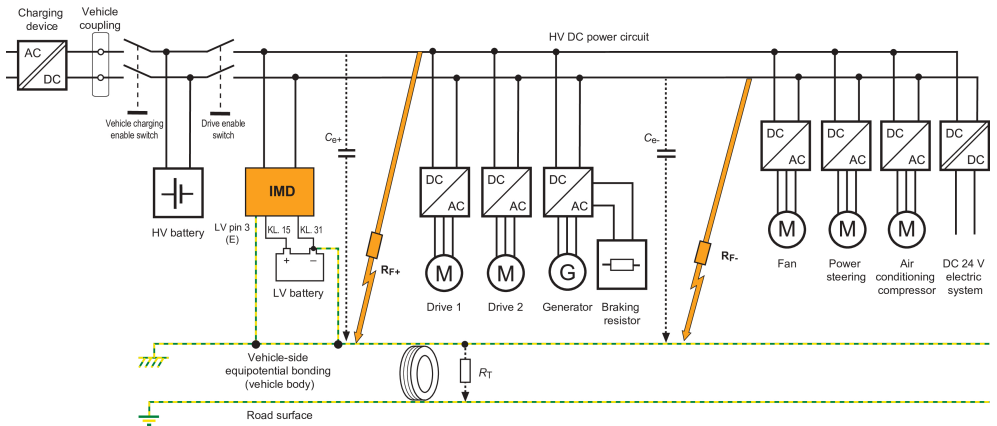 Charging
device
Vehicle
coupling
HV DC power circuit
AC
DC
Vehicle charging
enable switch
Drive enable
switch
Ce+
Ce-
DC
AC
DC
AC
DC
AC
DC
DC
IMD
DC
AC
DC
AC
DC
AC
HV battery
LV pin 3
(E)
KL. 15
KL. 31
+
–
LV battery
RF+
RF-
M
M
G
M
M
M
Drive 1
Drive 2
Generator
Braking
resistor
Fan
Power
steering
Air
conditioning
compressor
DC 24 V
electric
system
Vehicle-side
equipotential bonding
(vehicle body)
RT
Road surface